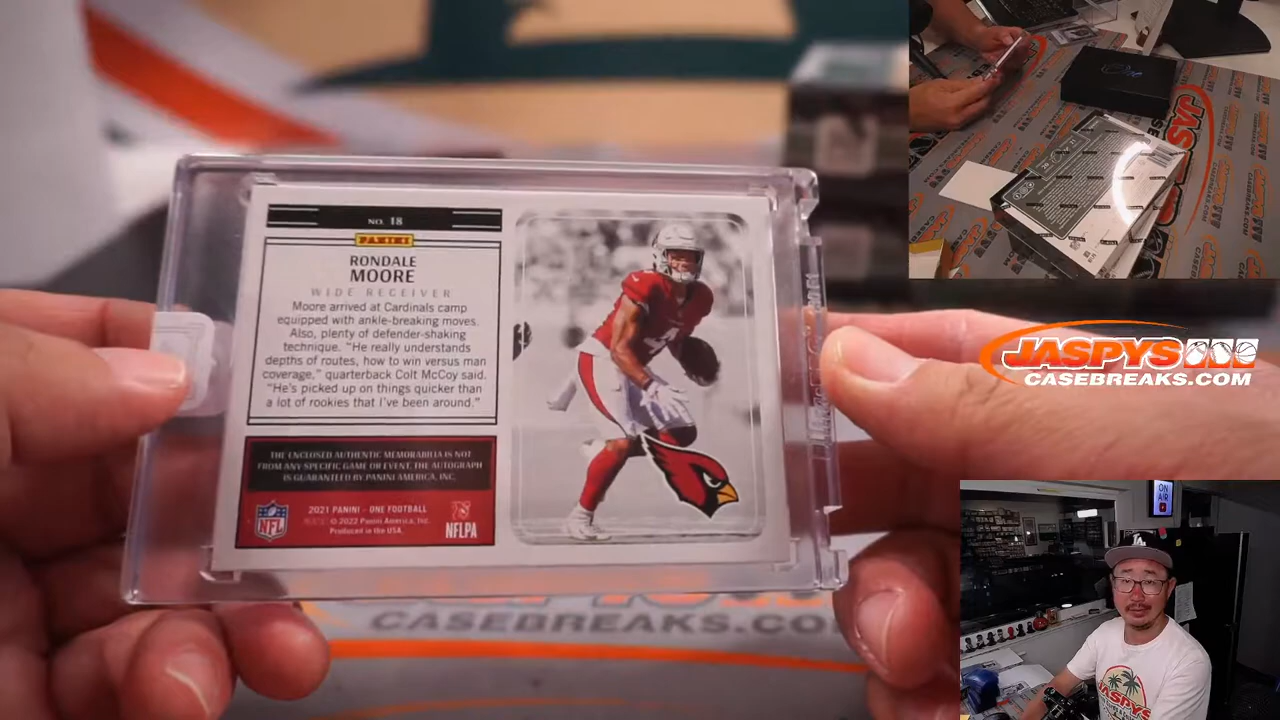 NO. 18
PANINI
RONDALE
MOORE
WIDE RECEIVER
Moore arrived at Cardinals camp
equipped with ankle-breaking moves.
Also, plenty of defender-shaking
technique. "He really understands
depths of routes, how to win versus man
coverage," quarterback Colt McCoy said.
"He's picked up on things quicker than
a lot of rookies that I've been around."
THE ENCLOSED AUTHENTIC MEMORABILIA IS NOT
FROM ANY SPECIFIC GAME OR EVENT. THE AUTOGRAPH
IS GUARANTEED BY PANINI AMERICA, INC.
2021 PANINI - ONE FOOTBALL
© 2022 Panini America, Inc.
Produced in the USA.
NFL
NFLPA
CASEBREAKS.CO
JASPYS
CASEBREAKS.COM
ON
AIR
JASPYS